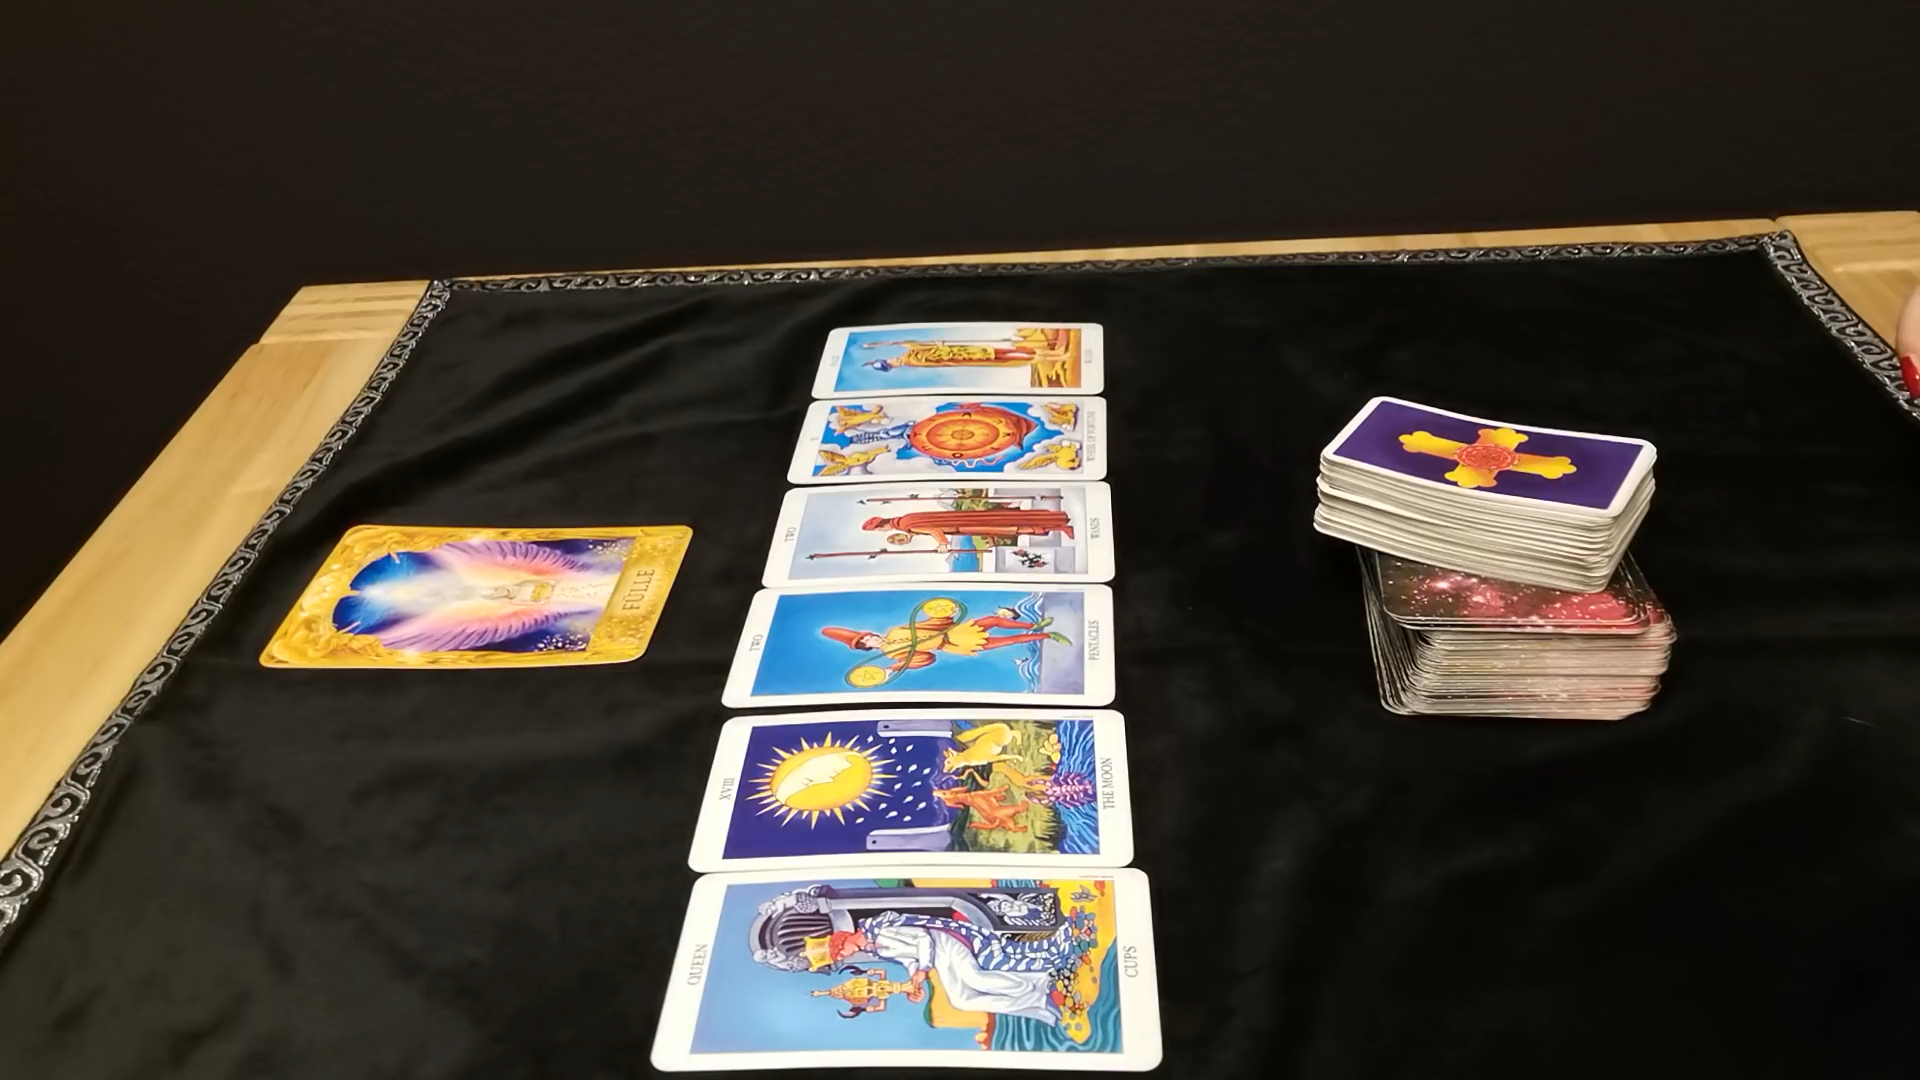 X
WHEEL OF FORTUNE
TWO
WANDS
TWO
PENTACLES
XVIII
THE MOON
QUEEN
CUPS
FÜLLE